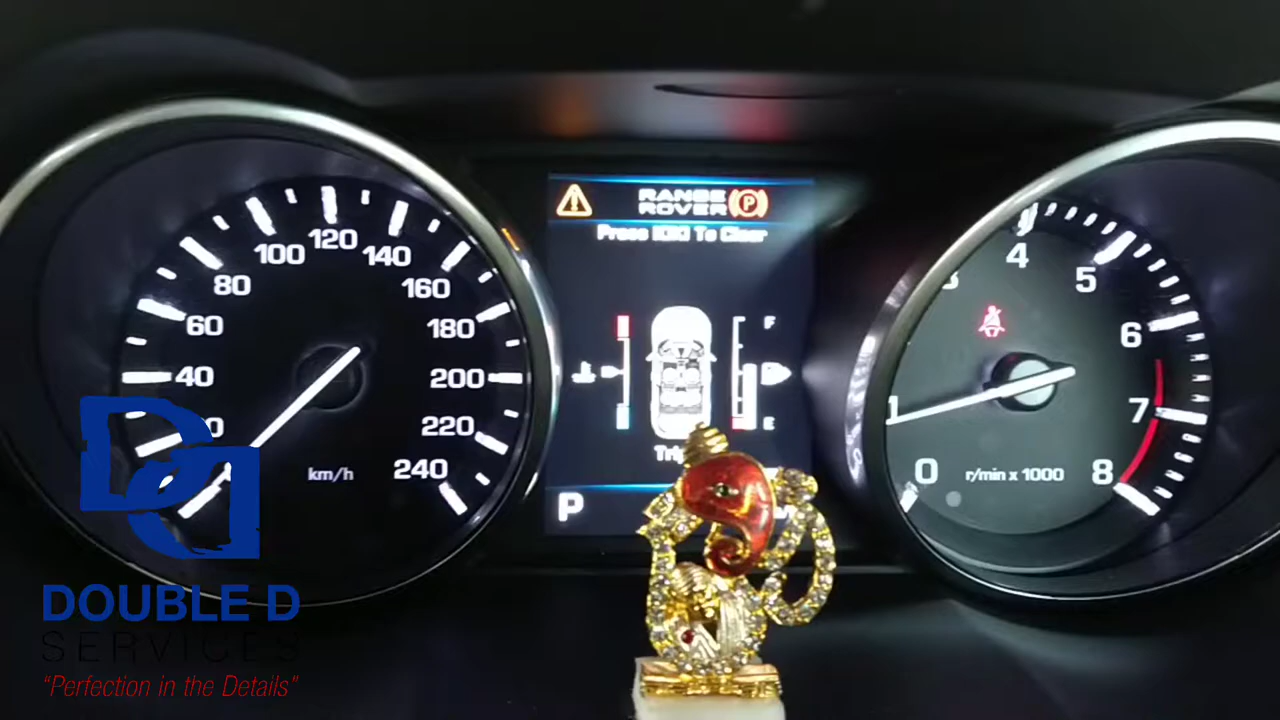 RANGE
ROVER
P
Press [OK] To Clear
40
60
80
100
120
140
160
180
200
220
240
km/h
F
E
P
0
1
4
5
6
7
8
r/min x 1000
DD
DOUBLE D
SERVICES
"Perfection in the Details"